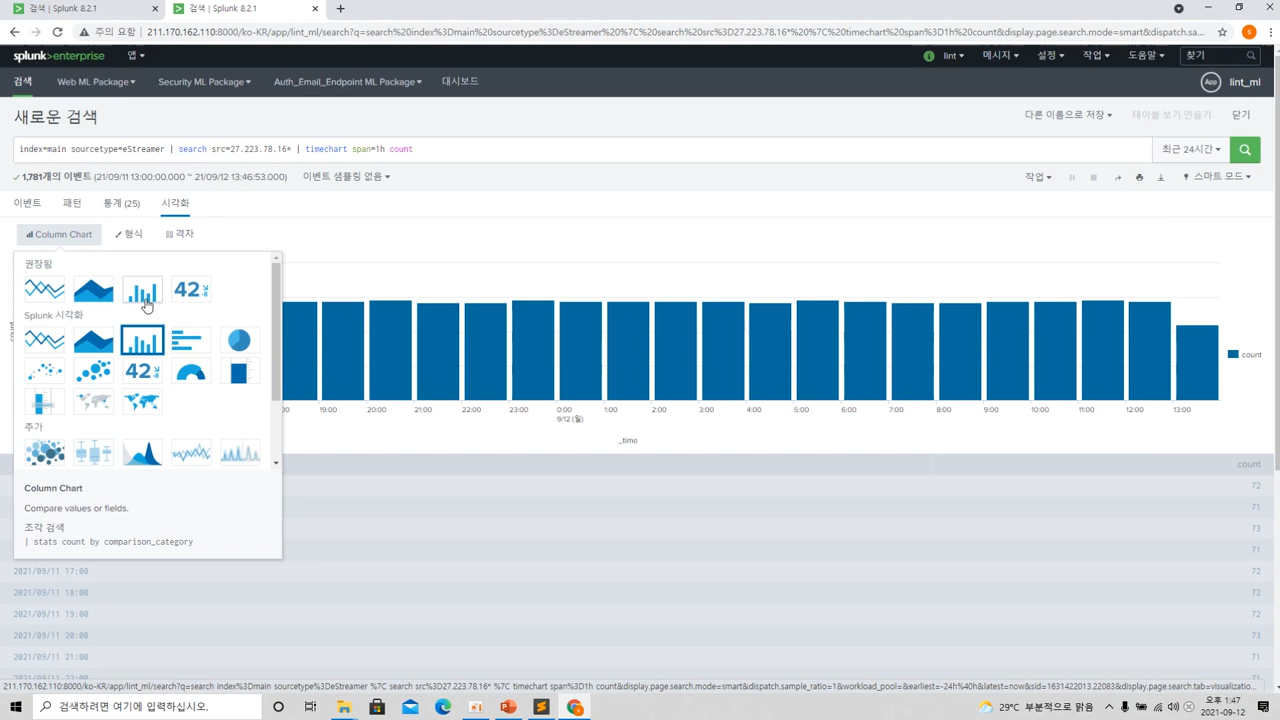 검색 | Splunk 8.2.1
검색 | Splunk 8.2.1
주의 요함 | 211.170.162.110:8000/ko-KR/app/lint_ml/search?q=search%20index%3Dmain%20sourcetype%3DeStreamer%20%7C%20search%20src%3D27.223.78.16*%20%7C%20timechart%20span%3D1h%20count&display.page.search.mode=smart&dispatch.sa...
splunk>enterprise 앱
lint 메시지 설정 작업 도움말 찾기
검색 Web ML Package Security ML Package Auth_Email_Endpoint ML Package 대시보드
App lint_ml
새로운 검색
다른 이름으로 저장 테이블 보기 만들기 닫기
index=main sourcetype=eStreamer | search src=27.223.78.16* | timechart span=1h count
최근 24시간
1,781개의 이벤트 (21/09/11 13:00:00.000 ~ 21/09/12 13:46:53.000) 이벤트 샘플링 없음
작업 스마트 모드
이벤트 패턴 통계 (25) 시각화
Column Chart 형식 격자
권장됨
42
Splunk 시각화
42
추가
Column Chart
Compare values or fields.
조각 검색
| stats count by comparison_category
count
:00 19:00 20:00 21:00 22:00 23:00 0:00 1:00 2:00 3:00 4:00 5:00 6:00 7:00 8:00 9:00 10:00 11:00 12:00 13:00
9/12 (월)
_time
count
count
72
71
73
71
2021/09/11 17:00 72
2021/09/11 18:00 72
2021/09/11 19:00 72
2021/09/11 20:00 73
2021/09/11 21:00 71
2021/09/11 22:00
211.170.162.110:8000/ko-KR/app/lint_ml/search?q=search index%3Dmain sourcetype%3DeStreamer %7C search src%3D27.223.78.16* %7C timechart span%3D1h count&display.page.search.mode=smart&dispatch.sample_ratio=1&workload_pool=&earliest=-24h%40h&latest=now&sid=1631422013.22083&display.page.search.tab=visualizatio...
검색하려면 여기에 입력하십시오.
29°C 부분적으로 맑음
오후 1:47
2021-09-12